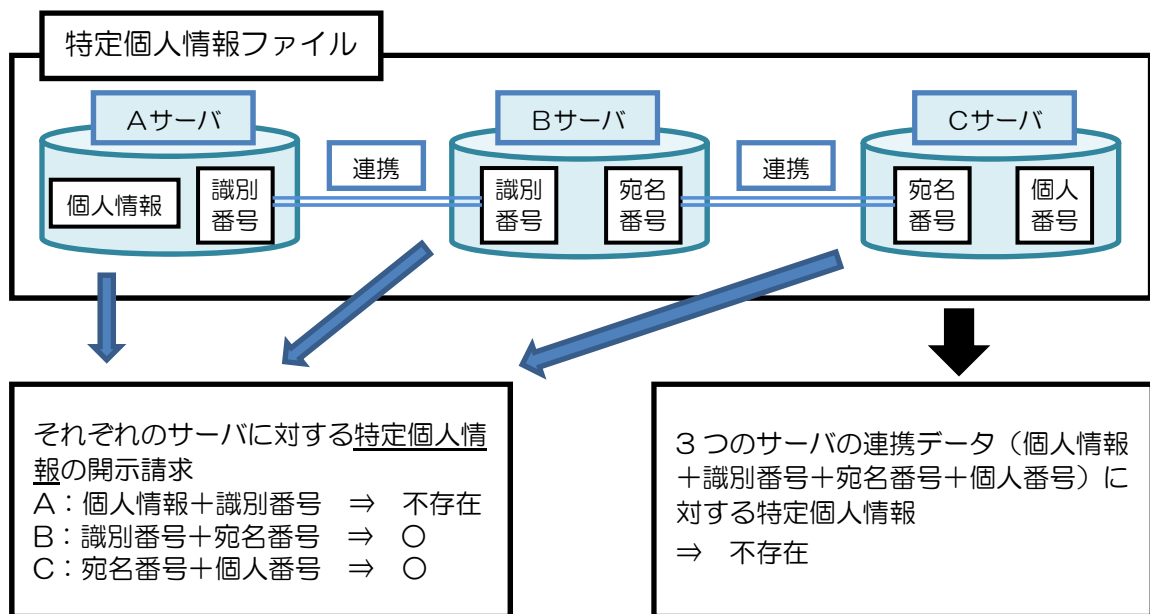 特定個人情報ファイル
Aサーバ
Bサーバ
Cサーバ
連携
連携
個人情報
識別
番号
識別
番号
宛名
番号
宛名
番号
個人
番号
それぞれのサーバに対する特定個人情
報の開示請求
A：個人情報＋識別番号 ⇒ 不存在
B：識別番号＋宛名番号 ⇒ ○
C：宛名番号＋個人番号 ⇒ ○
3つのサーバの連携データ（個人情報
＋識別番号＋宛名番号＋個人番号）に
対する特定個人情報
⇒ 不存在